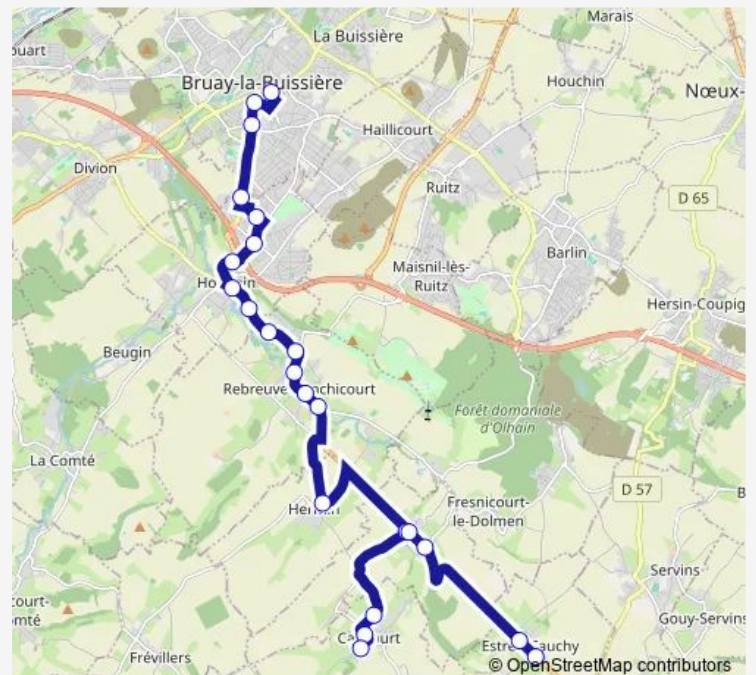 Marais
La Buissière
Bruay-la-Buissière
Houchin
Nœux-
Haillicourt
Divion
Ruitz
D 65
Barlin
Maisnil-lès-
Ruitz
Hersin-Coupig
Beugin
Forêt domaniale
d'Olhain
La Comté
D 57
Fresnicourt-
le-Dolmen
Servins
Gouy-Servins
Frévillers
© OpenStreetMap contributors